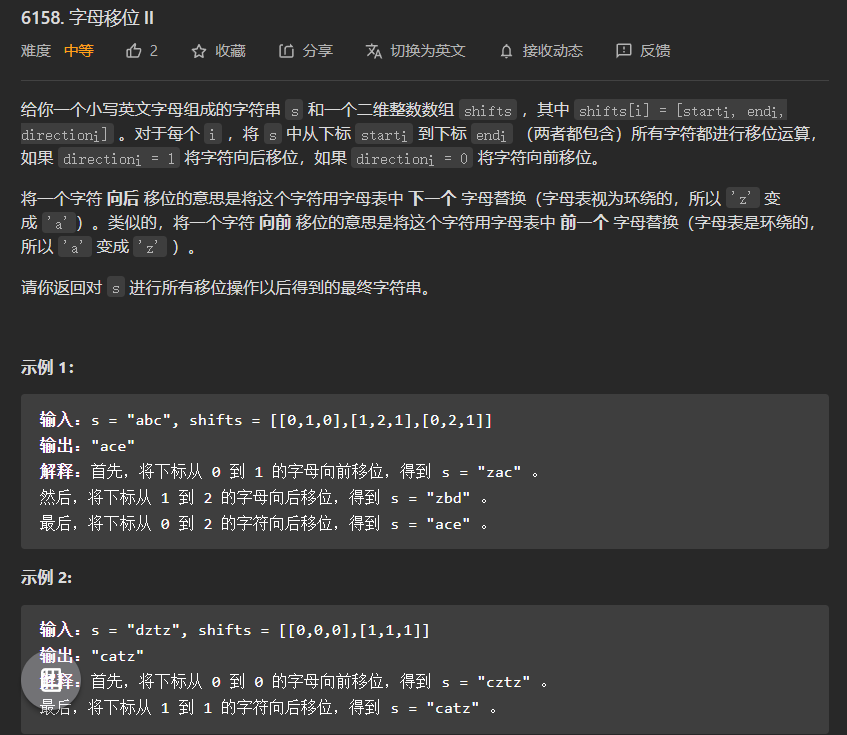 6158. 字母移位 II
难度 中等 2 收藏 分享 切换为英文 接收动态 反馈
给你一个小写英文字母组成的字符串 s 和一个二维整数数组 shifts ，其中 shifts[i] = [starti, endi,
directioni] 。对于每个 i ，将 s 中从下标 starti 到下标 endi （两者都包含）所有字符都进行移位运算，
如果 directioni = 1 将字符向后移位，如果 directioni = 0 将字符向前移位。
将一个字符 向后 移位的意思是将这个字符用字母表中 下一个 字母替换（字母表视为环绕的，所以 'z' 变
成 'a' ）。类似的，将一个字符 向前 移位的意思是将这个字符用字母表中 前一个 字母替换（字母表是环绕的，
所以 'a' 变成 'z' ）。
请你返回对 s 进行所有移位操作以后得到的最终字符串。
示例 1：
输入：s = "abc", shifts = [[0,1,0],[1,2,1],[0,2,1]]
输出："ace"
解释：首先，将下标从 0 到 1 的字母向前移位，得到 s = "zac" 。
然后，将下标从 1 到 2 的字母向后移位，得到 s = "zbd" 。
最后，将下标从 0 到 2 的字符向后移位，得到 s = "ace" 。
示例 2:
输入：s = "dztz", shifts = [[0,0,0],[1,1,1]]
输出："catz"
解释：首先，将下标从 0 到 0 的字母向前移位，得到 s = "cztz" 。
最后，将下标从 1 到 1 的字符向后移位，得到 s = "catz" 。